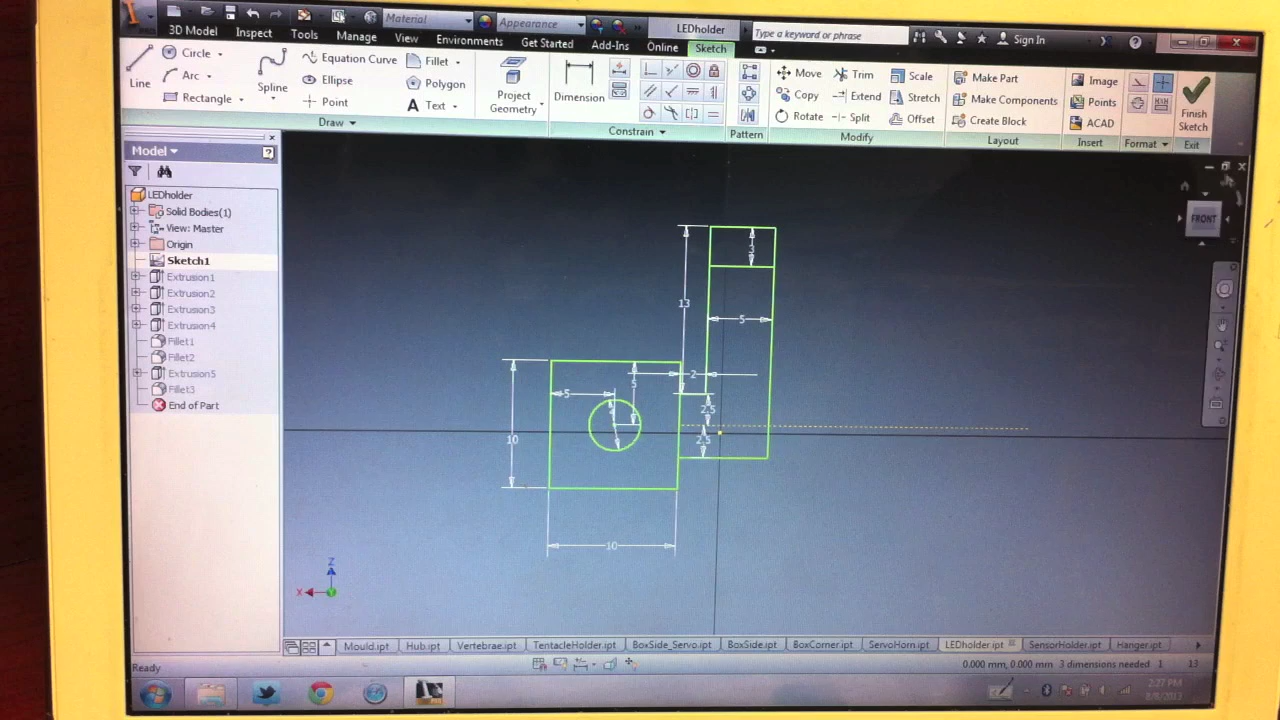 Material Appearance LEDholder Type a keyword or phrase Sign In
3D Model Inspect Tools Manage View Environments Get Started Add-Ins Online Sketch
Line Circle Arc Rectangle Spline Equation Curve Ellipse Point Fillet Polygon Text Project Geometry Dimension Move Copy Rotate Trim Extend Split Scale Stretch Offset Make Part Make Components Create Block Image Points ACAD Finish Sketch
Draw Constrain Pattern Modify Layout Insert Format Exit
Model
LEDholder
Solid Bodies(1)
View: Master
Origin
Sketch1
Extrusion1
Extrusion2
Extrusion3
Extrusion4
Fillet1
Fillet2
Extrusion5
Fillet3
End of Part
FRONT
3
13
5
2
5
5
2.5
10
2.5
10
Z
X
Mould.ipt Hub.ipt Vertebrae.ipt TentacleHolder.ipt BoxSide_Servo.ipt BoxSide.ipt BoxCorner.ipt ServoHorn.ipt LEDholder.ipt SensorHolder.ipt Hanger.ipt
Ready 0.000 mm, 0.000 mm 3 dimensions needed 1 13
2:27 PM